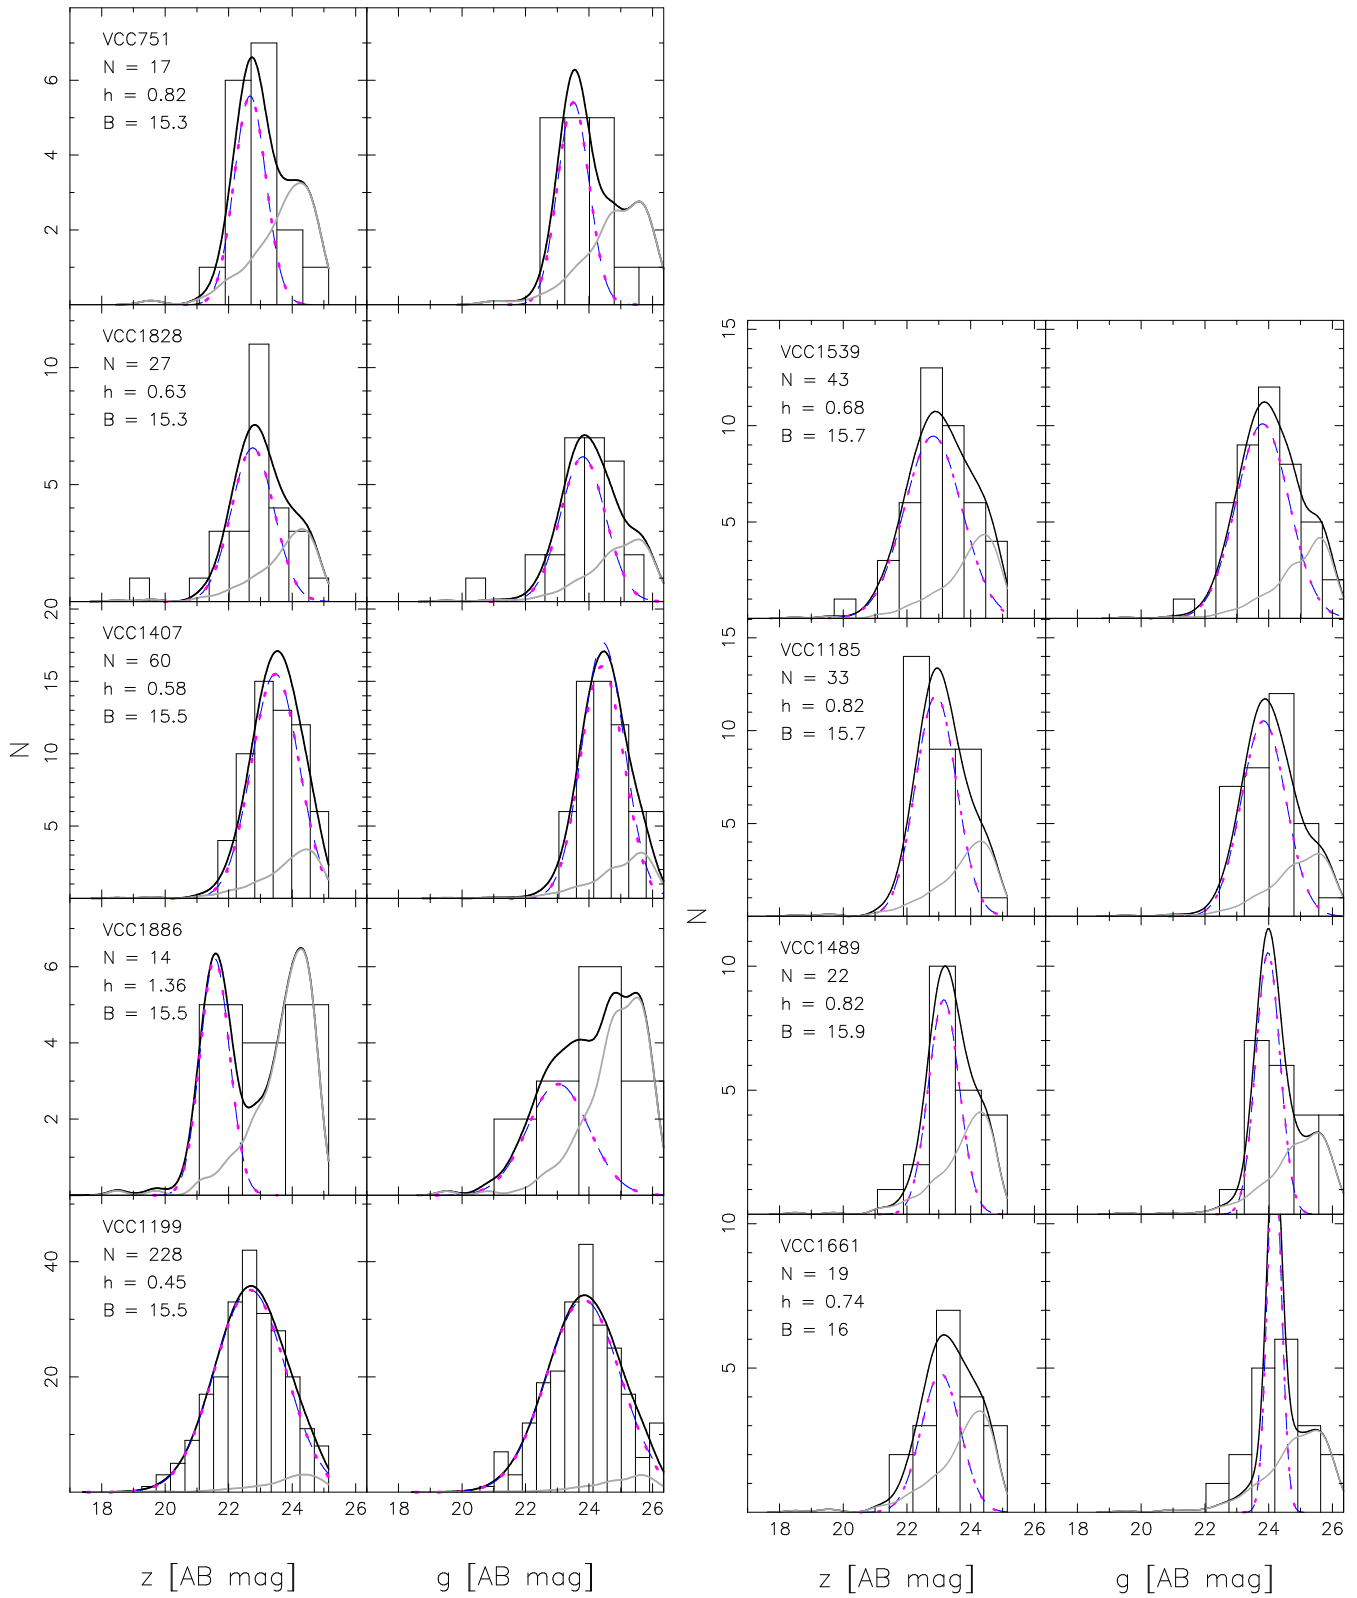 VCC751
N = 17
h = 0.82
B = 15.3
6
4
2
VCC1828
N = 27
h = 0.63
B = 15.3
10
5
0
VCC1407
N = 60
h = 0.58
B = 15.5
20
15
10
5
VCC1886
N = 14
h = 1.36
B = 15.5
6
4
2
VCC1199
N = 228
h = 0.45
B = 15.5
40
20
N
18 20 22 24 26 18 20 22 24 26
z [AB mag] g [AB mag]
VCC1539
N = 43
h = 0.68
B = 15.7
15
10
5
VCC1185
N = 33
h = 0.82
B = 15.7
15
10
5
VCC1489
N = 22
h = 0.82
B = 15.9
10
5
VCC1661
N = 19
h = 0.74
B = 16
10
5
0
N
18 20 22 24 26 18 20 22 24 26
z [AB mag] g [AB mag]